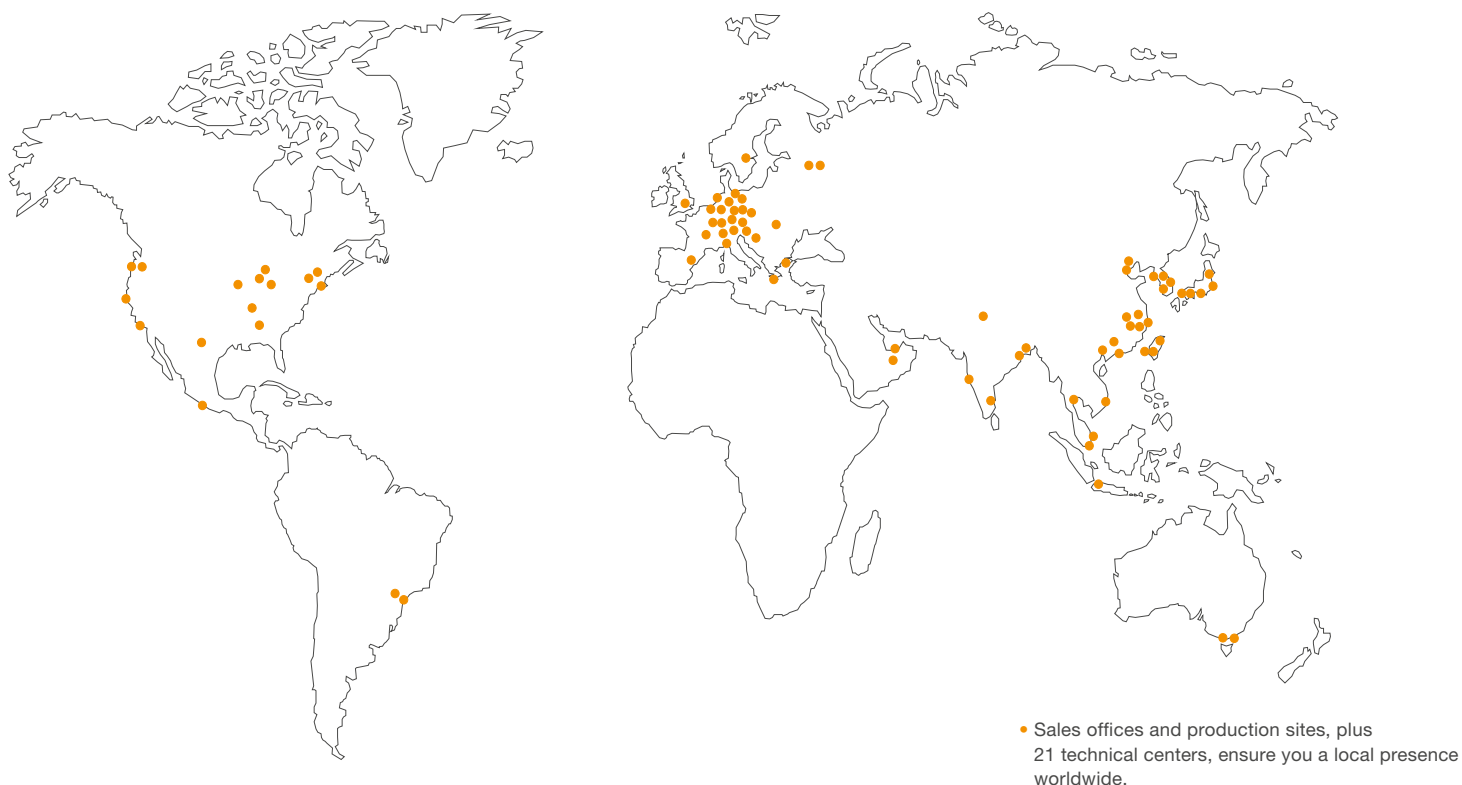 Sales offices and production sites, plus
21 technical centers, ensure you a local presence
worldwide.